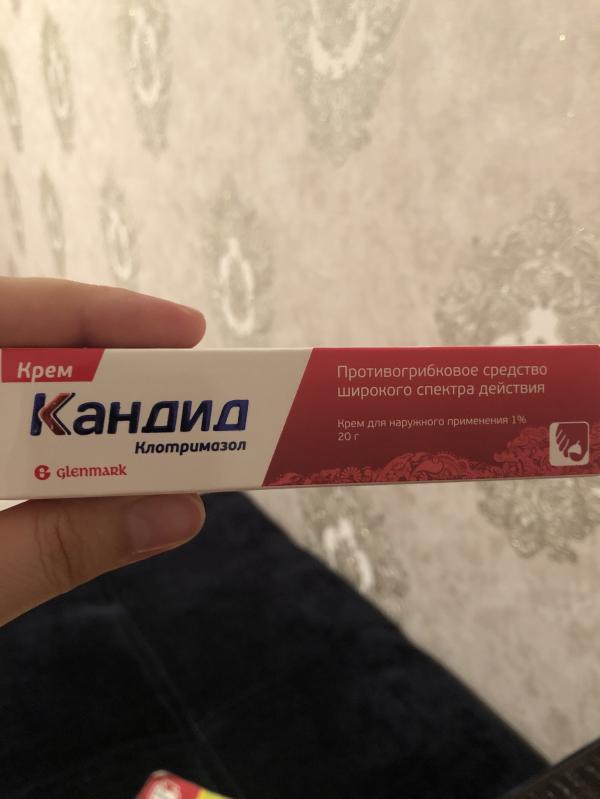 Крем
Кандид
Клотримазол
Glenmark
Противогрибковое средство
широкого спектра действия
Крем для наружного применения 1%
20 г